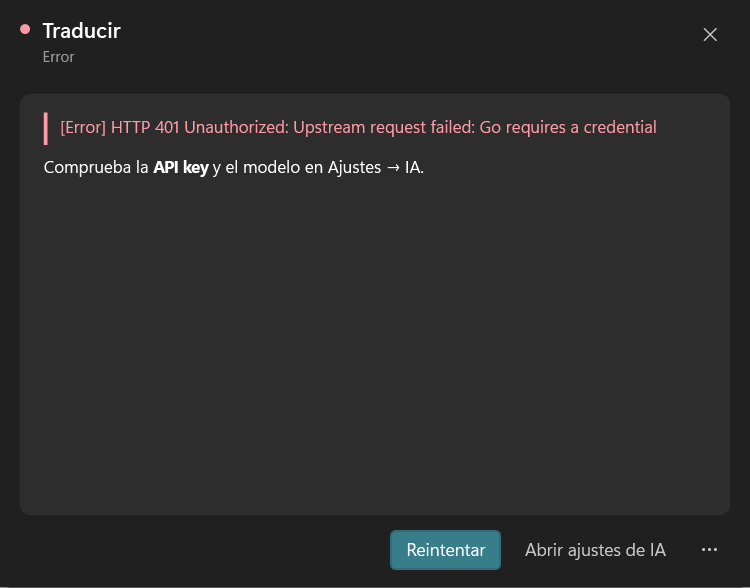 Traducir
Error
[Error] HTTP 401 Unauthorized: Upstream request failed: Go requires a credential
Comprueba la API key y el modelo en Ajustes → IA.
Reintentar
Abrir ajustes de IA